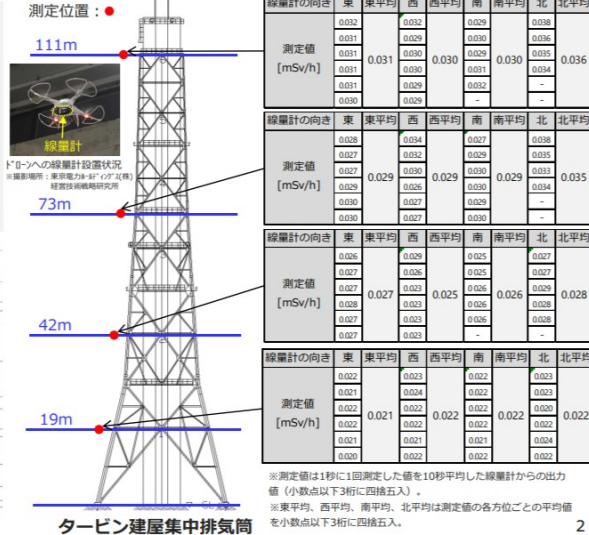 測定位置：
111m
線量計
ドローンへの線量計設置状況
※撮影場所：東京電力ホールディングス(株)
経営技術戦略研究所
73m
42m
19m
タービン建屋集中排気筒
線量計の向き 東 東平均 西 西平均 南 南平均 北 北平均
測定値
[mSv/h]
0.032 0.032 0.029 0.038
0.031 0.029 0.030 0.036
0.031 0.030 0.029 0.035
0.031 0.030 0.031 0.034
0.031 0.029 0.032 -
0.030 0.029 - -
0.031 0.030 0.030 0.036
線量計の向き 東 東平均 西 西平均 南 南平均 北 北平均
測定値
[mSv/h]
0.028 0.034 0.027 0.038
0.027 0.032 0.029 0.035
0.027 0.030 0.030 0.033
0.029 0.026 0.030 0.034
0.030 0.027 0.029 -
0.030 0.027 0.030 -
0.029 0.029 0.029 0.035
線量計の向き 東 東平均 西 西平均 南 南平均 北 北平均
測定値
[mSv/h]
0.026 0.029 0.025 0.027
0.027 0.026 0.025 0.027
0.027 0.023 0.026 0.029
0.028 0.023 0.026 0.028
0.027 0.023 0.026 0.028
0.027 0.023 - -
0.027 0.025 0.026 0.028
線量計の向き 東 東平均 西 西平均 南 南平均 北 北平均
測定値
[mSv/h]
0.022 0.023 0.022 0.023
0.021 0.024 0.022 0.023
0.022 0.022 0.022 0.020
0.022 0.022 0.021 0.022
0.021 0.021 0.021 0.024
0.020 0.022 0.022 0.022
0.021 0.022 0.022 0.022
※測定値は1秒に1回測定した値を10秒平均した線量計からの出力
値（小数点以下3桁に四捨五入）。
※東平均、西平均、南平均、北平均は測定値の各方位ごとの平均値
を小数点以下3桁に四捨五入。
2